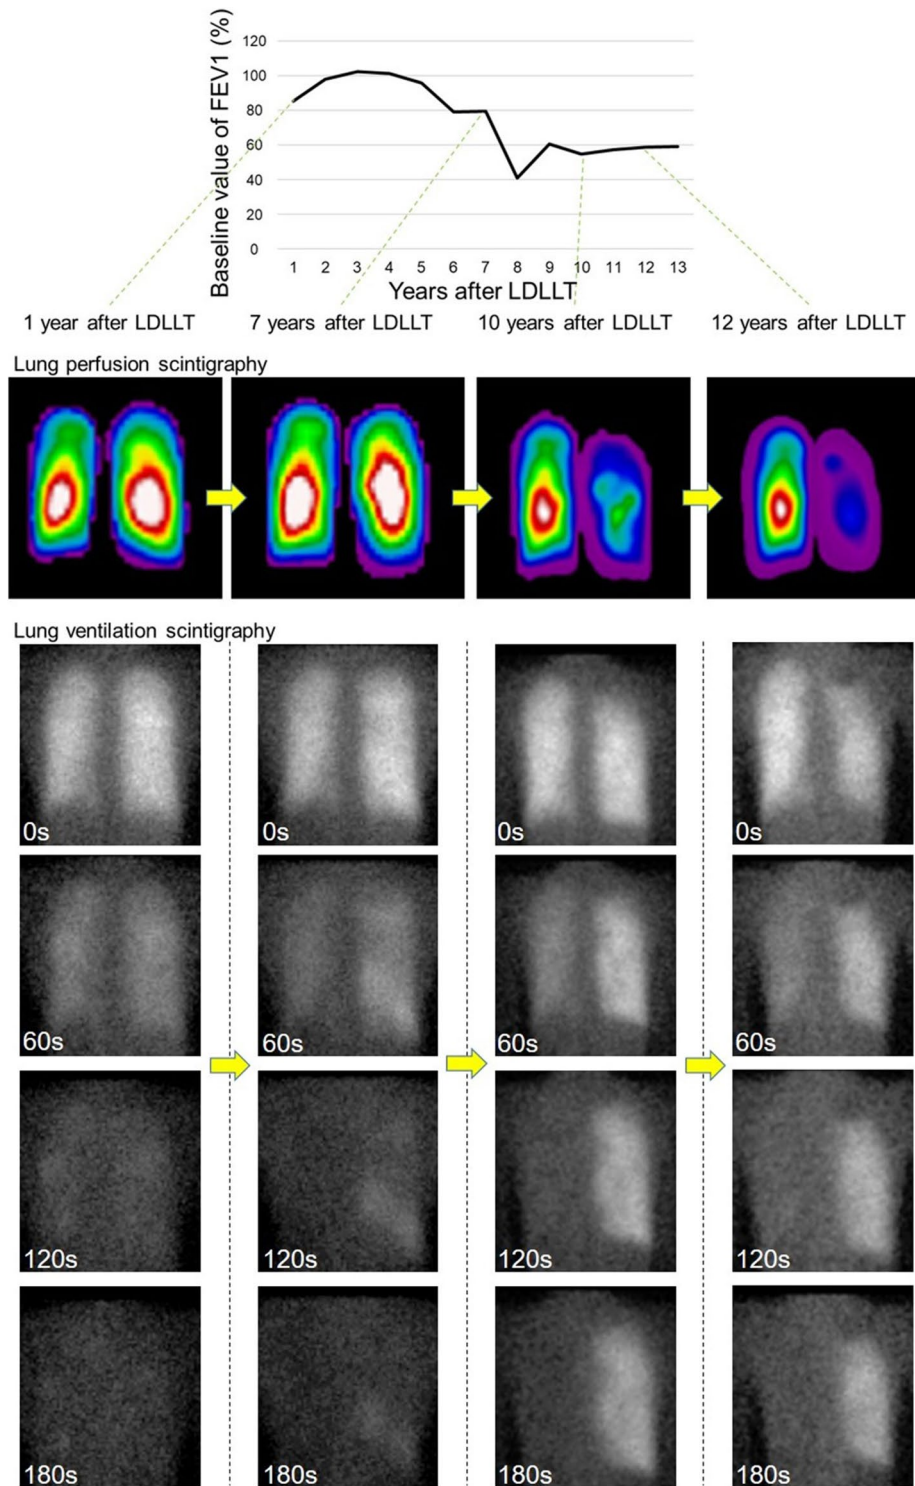 Baseline value of FEV1 (%)
120
100
80
60
40
20
0
1 2 3 4 5 6 7 8 9 10 11 12 13
Years after LDLLT
1 year after LDLLT 7 years after LDLLT 10 years after LDLLT 12 years after LDLLT
Lung perfusion scintigraphy
Lung ventilation scintigraphy
0s 0s 0s 0s
60s 60s 60s 60s
120s 120s 120s 120s
180s 180s 180s 180s